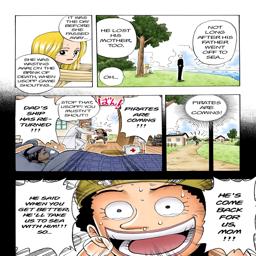 NOT
LONG
AFTER HIS
FATHER
WENT
OFF TO
SEA...
HE LOST
HIS
MOTHER,
TOO.
OH...
IT WAS
THE DAY
BEFORE
SHE
PASSED
AWAY...
SHE WAS
WASTING
AWAY, ON THE
BRINK OF
DEATH, WHEN
USOPP CAME
SHOUTING...
PIRATES
ARE
COMING!
PIRATES
ARE
COMING
!!!
STOP THAT,
USOPP! YOU
MUSTN'T
SHOUT!!
DAD'S
SHIP
HAS
RE-
TURNED
!!!
HE'S
COME
BACK
FOR
US,
MOM
!!!
HE SAID
WHEN YOU
GET BETTER,
HE'LL TAKE
US TO SEA
WITH HIM!!!
SO...